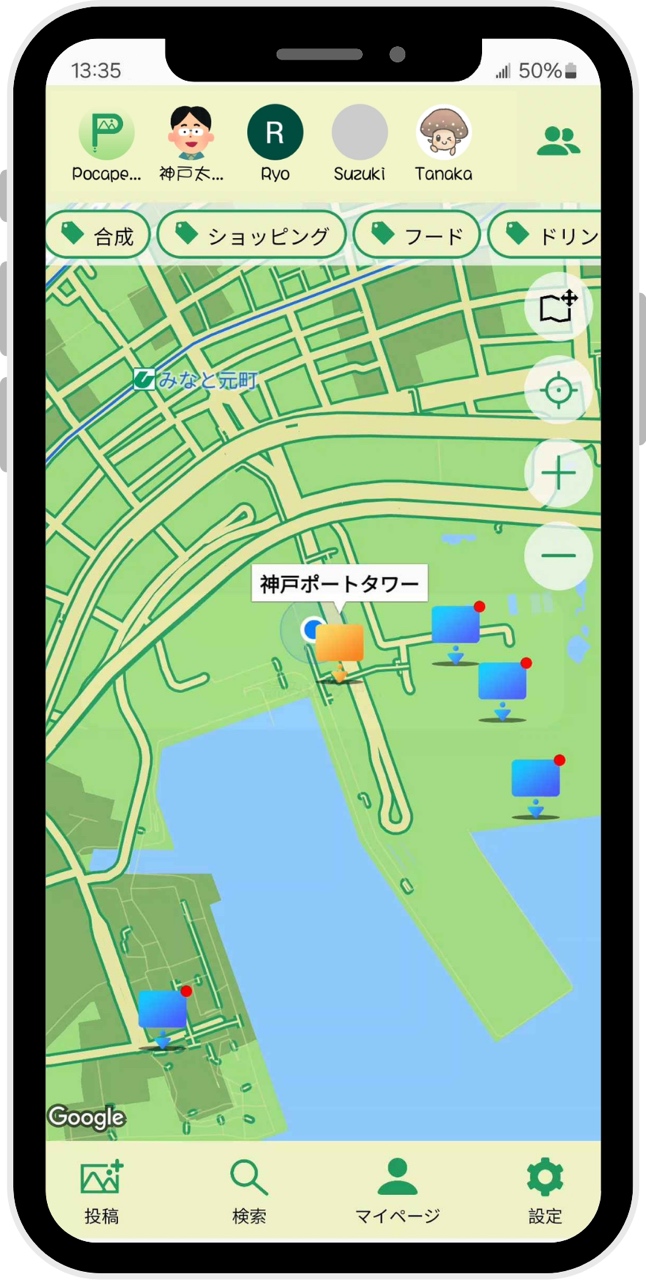 13:35
50%
Pocape...
神戸太...
R
Ryo
Suzuki
Tanaka
合成
ショッピング
フード
ドリン
みなと元町
神戸ポートタワー
Google
投稿
検索
マイページ
設定